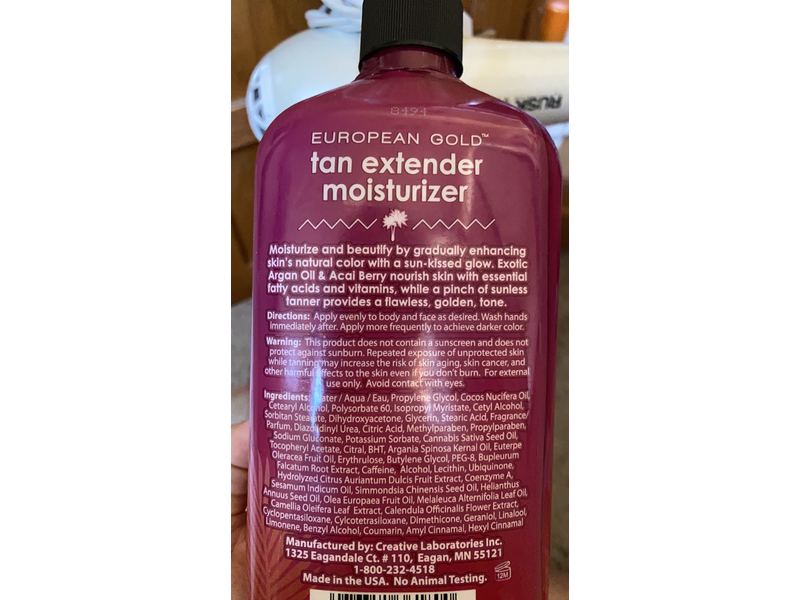 8494
EUROPEAN GOLD™
tan extender
moisturizer
Moisturize and beautify by gradually enhancing
skin's natural color with a sun-kissed glow. Exotic
Argan Oil & Acai Berry nourish skin with essential
fatty acids and vitamins, while a pinch of sunless
tanner provides a flawless, golden, tone.
Directions: Apply evenly to body and face as desired. Wash hands
immediately after. Apply more frequently to achieve darker color.
Warning: This product does not contain a sunscreen and does not
protect against sunburn. Repeated exposure of unprotected skin
while tanning may increase the risk of skin aging, skin cancer, and
other harmful effects to the skin even if you don't burn. For external
use only. Avoid contact with eyes.
Ingredients: Water / Aqua / Eau, Propylene Glycol, Cocos Nucifera Oil,
Cetearyl Alcohol, Polysorbate 60, Isopropyl Myristate, Cetyl Alcohol,
Sorbitan Stearate, Dihydroxyacetone, Glycerin, Stearic Acid, Fragrance/
Parfum, Diazolidinyl Urea, Citric Acid, Methylparaben, Propylparaben,
Sodium Gluconate, Potassium Sorbate, Cannabis Sativa Seed Oil,
Tocopheryl Acetate, Citral, BHT, Argania Spinosa Kernel Oil, Euterpe
Oleracea Fruit Oil, Erythrulose, Butylene Glycol, PEG-8, Bupleurum
Falcatum Root Extract, Caffeine, Alcohol, Lecithin, Ubiquinone,
Hydrolyzed Citrus Aurantium Dulcis Fruit Extract, Coenzyme A,
Sesamum Indicum Oil, Simmondsia Chinensis Seed Oil, Helianthus
Annuus Seed Oil, Olea Europaea Fruit Oil, Melaleuca Alternifolia Leaf Oil,
Camellia Oleifera Leaf Extract, Calendula Officinalis Flower Extract,
Cyclopentasiloxane, Cylcotetrasiloxane, Dimethicone, Geraniol, Linalool,
Limonene, Benzyl Alcohol, Coumarin, Amyl Cinnamal, Hexyl Cinnamal
Manufactured by: Creative Laboratories Inc.
1325 Eagandale Ct. # 110, Eagan, MN 55121
1-800-232-4518
Made in the USA. No Animal Testing.
12M
RUSK